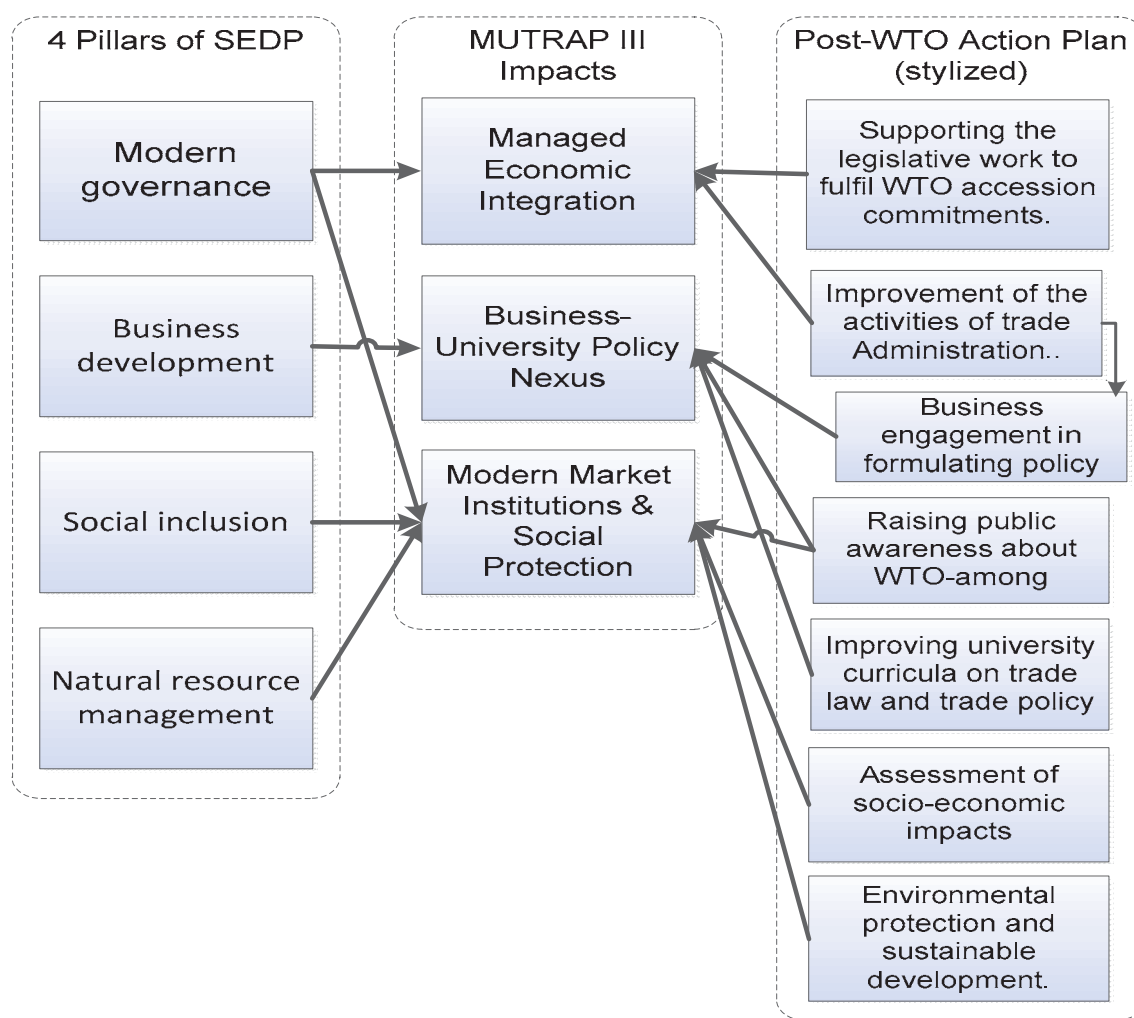 4 Pillars of SEDP
Modern
governance
Business
development
Social inclusion
Natural resource
management
MUTRAP III
Impacts
Managed
Economic
Integration
Business–
University Policy
Nexus
Modern Market
Institutions &
Social
Protection
Post-WTO Action Plan
(stylized)
Supporting the
legislative work to
fulfil WTO accession
commitments.
Improvement of the
activities of trade
Administration..
Business
engagement in
formulating policy
Raising public
awareness about
WTO-among
Improving university
curricula on trade
law and trade policy
Assessment of
socio-economic
impacts
Environmental
protection and
sustainable
development.